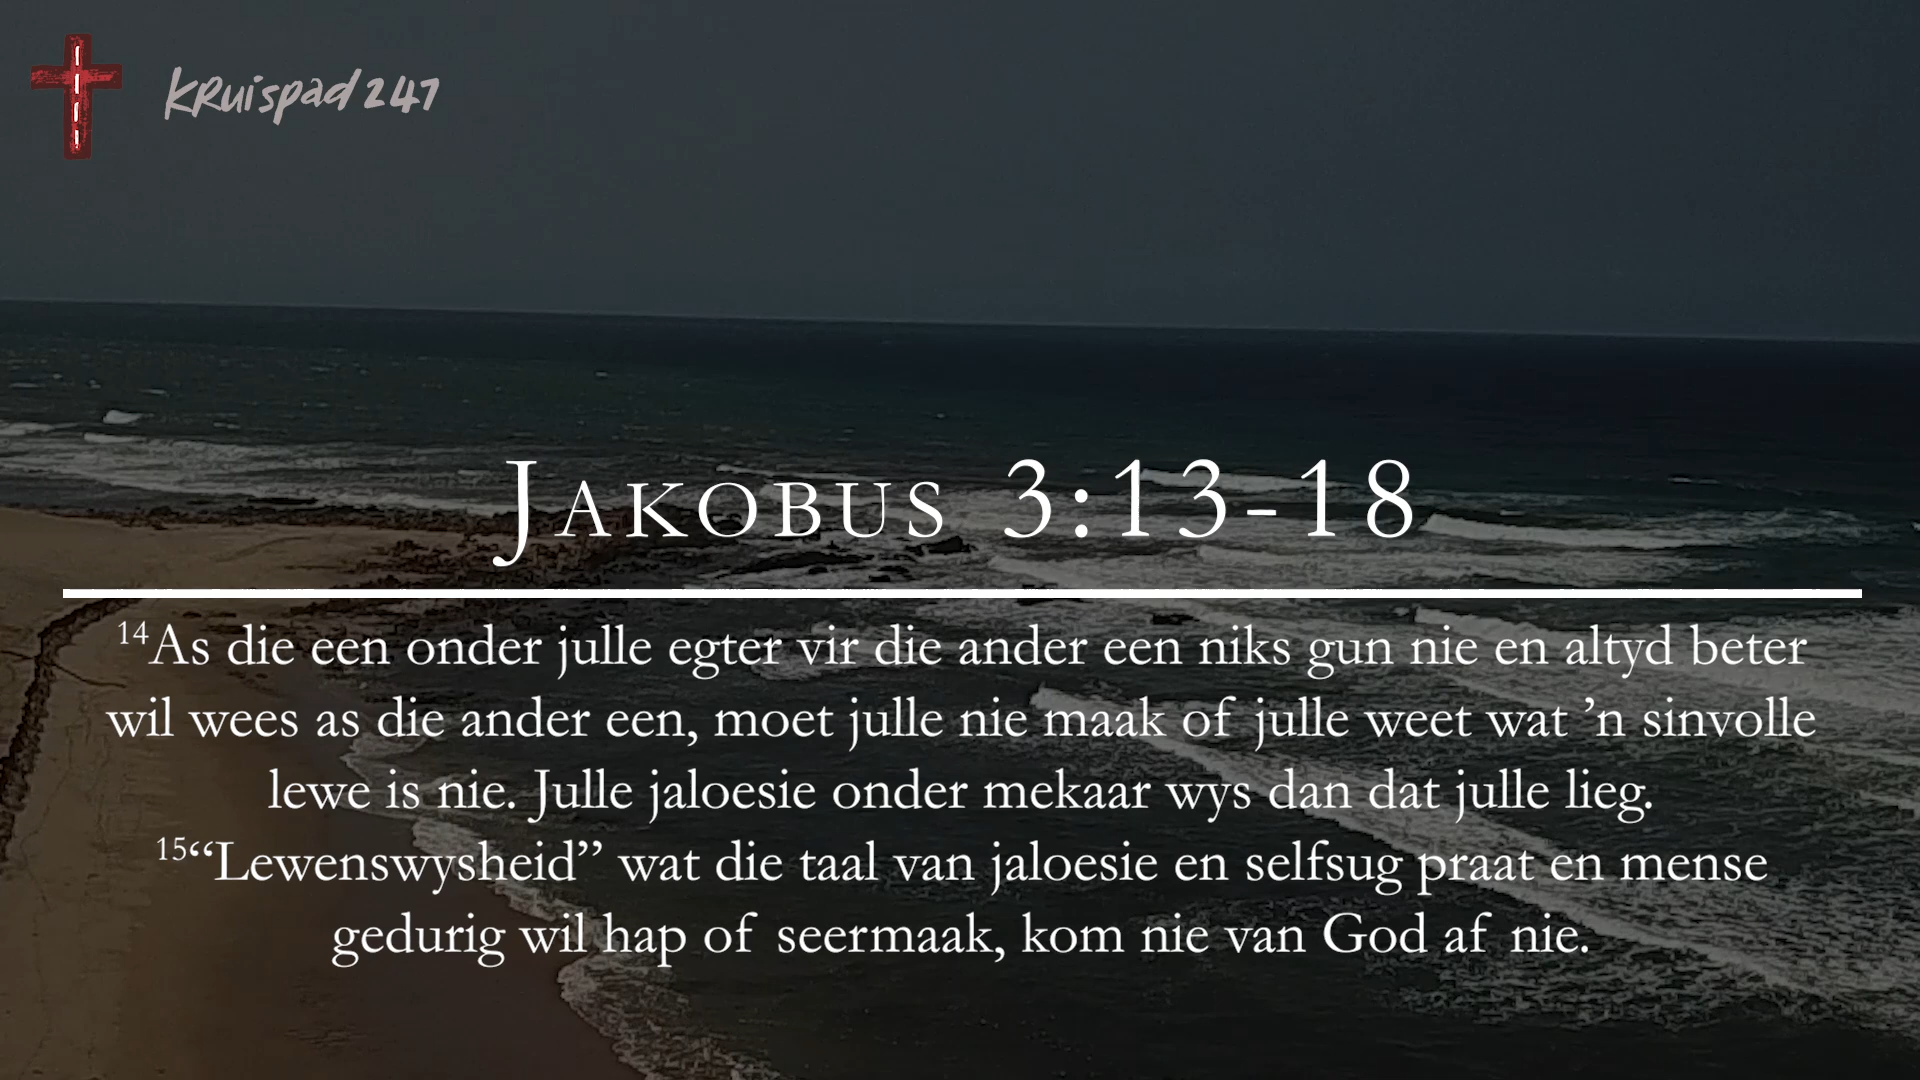 KRuispad 247
Jakobus 3:13-18
¹⁴As die een onder julle egter vir die ander een niks gun nie en altyd beter
wil wees as die ander een, moet julle nie maak of julle weet wat ’n sinvolle
lewe is nie. Julle jaloesie onder mekaar wys dan dat julle lieg.
¹⁵“Lewenswysheid” wat die taal van jaloesie en selfsug praat en mense
gedurig wil hap of seermaak, kom nie van God af nie.